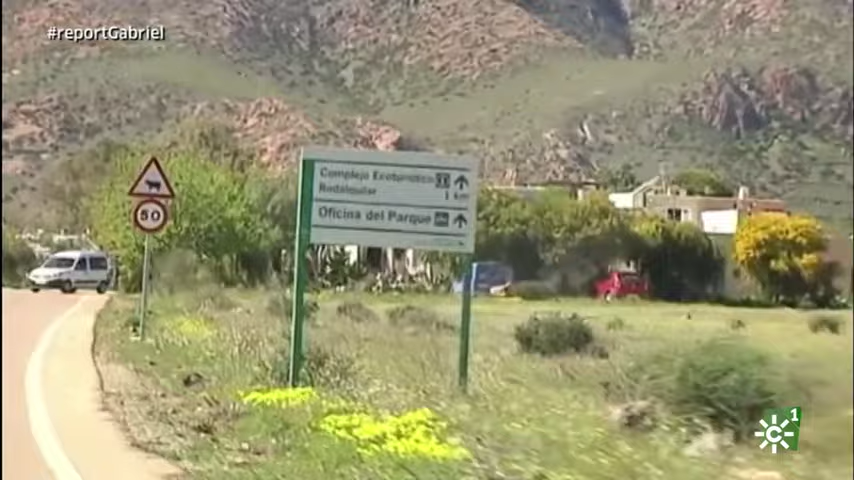 #reportGabriel
50
Complejo Ecoturístico
Rodalquilar 1 km
Oficina del Parque
1